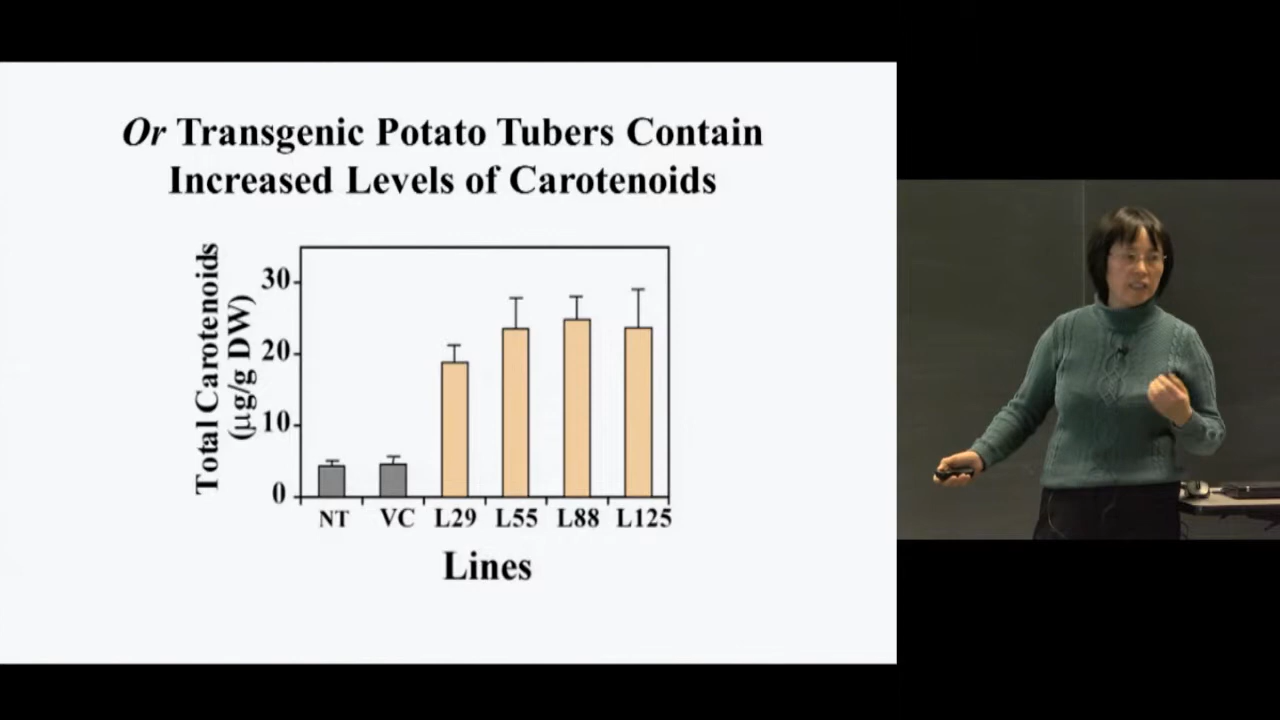 Or Transgenic Potato Tubers Contain
Increased Levels of Carotenoids
Total Carotenoids
(μg/g DW)
30
20
10
0
NT VC L29 L55 L88 L125
Lines